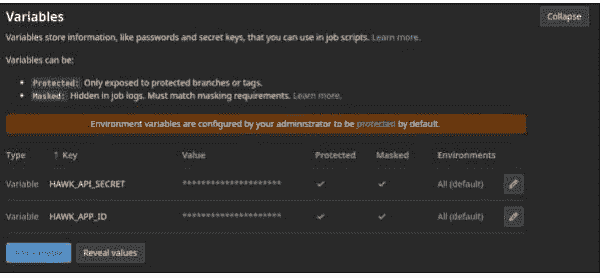 Variables
Collapse
Variables store information, like passwords and secret keys, that you can use in job scripts. Learn more.
Variables can be:
• Protected: Only exposed to protected branches or tags.
• Masked: Hidden in job logs. Must match masking requirements. Learn more.
Environment variables are configured by your administrator to be protected by default.
Type ↑ Key Value Protected Masked Environments
Variable HAWK_API_SECRET ********************* ✓ ✓ All (default)
Variable HAWK_APP_ID ********************* ✓ ✓ All (default)
Reveal values